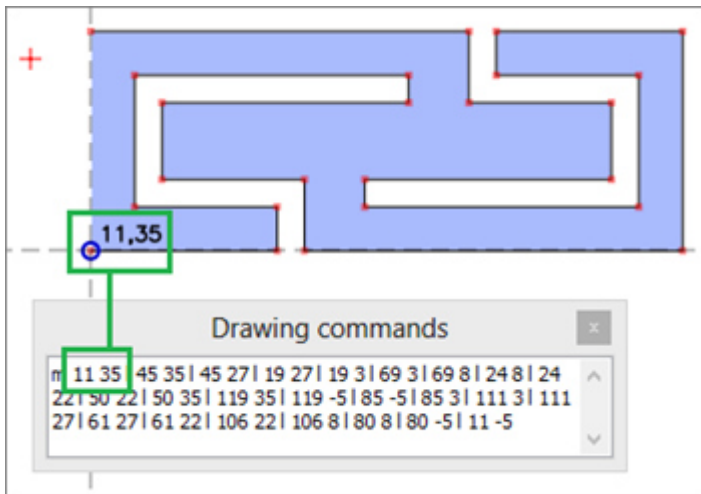 11,35
Drawing commands
x
m 11 35 l 45 35 l 45 27 l 19 27 l 19 3 l 69 3 l 69 8 l 24 8 l 24
22 l 50 22 l 50 35 l 119 35 l 119 -5 l 85 -5 l 85 3 l 111 3 l 111
27 l 61 27 l 61 22 l 106 22 l 106 8 l 80 8 l 80 -5 l 11 -5